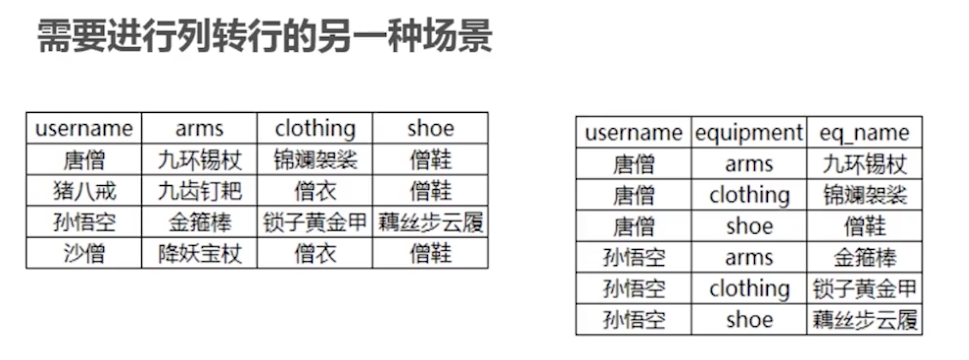 需要进行列转行的另一种场景
username arms clothing shoe
唐僧 九环锡杖 锦斓袈裟 僧鞋
猪八戒 九齿钉耙 僧衣 僧鞋
孙悟空 金箍棒 锁子黄金甲 藕丝步云履
沙僧 降妖宝杖 僧衣 僧鞋
username equipment eq_name
唐僧 arms 九环锡杖
唐僧 clothing 锦斓袈裟
唐僧 shoe 僧鞋
孙悟空 arms 金箍棒
孙悟空 clothing 锁子黄金甲
孙悟空 shoe 藕丝步云履